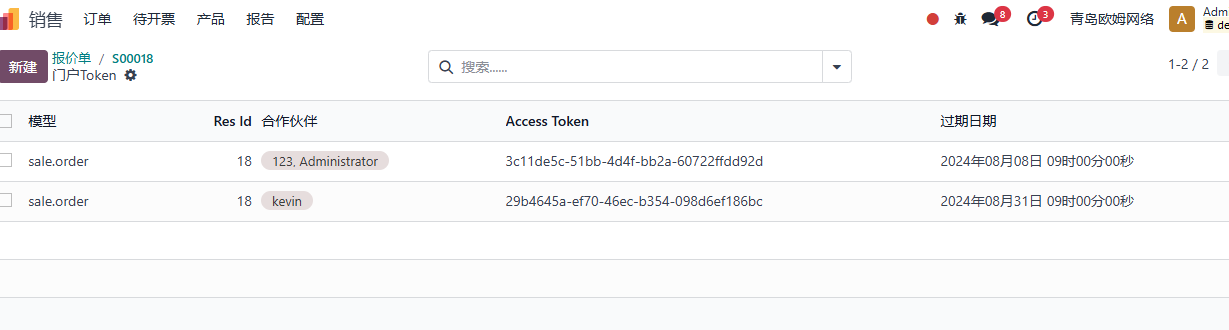 销售 订单 待开票 产品 报告 配置 8 3 青岛欧姆网络 A
新建 报价单 / S00018
门户Token
搜索......
1-2 / 2
模型 Res Id 合作伙伴 Access Token 过期日期
sale.order 18 123, Administrator 3c11de5c-51bb-4d4f-bb2a-60722ffdd92d 2024年08月08日 09时00分00秒
sale.order 18 kevin 29b4645a-ef70-46ec-b354-098d6ef186bc 2024年08月31日 09时00分00秒